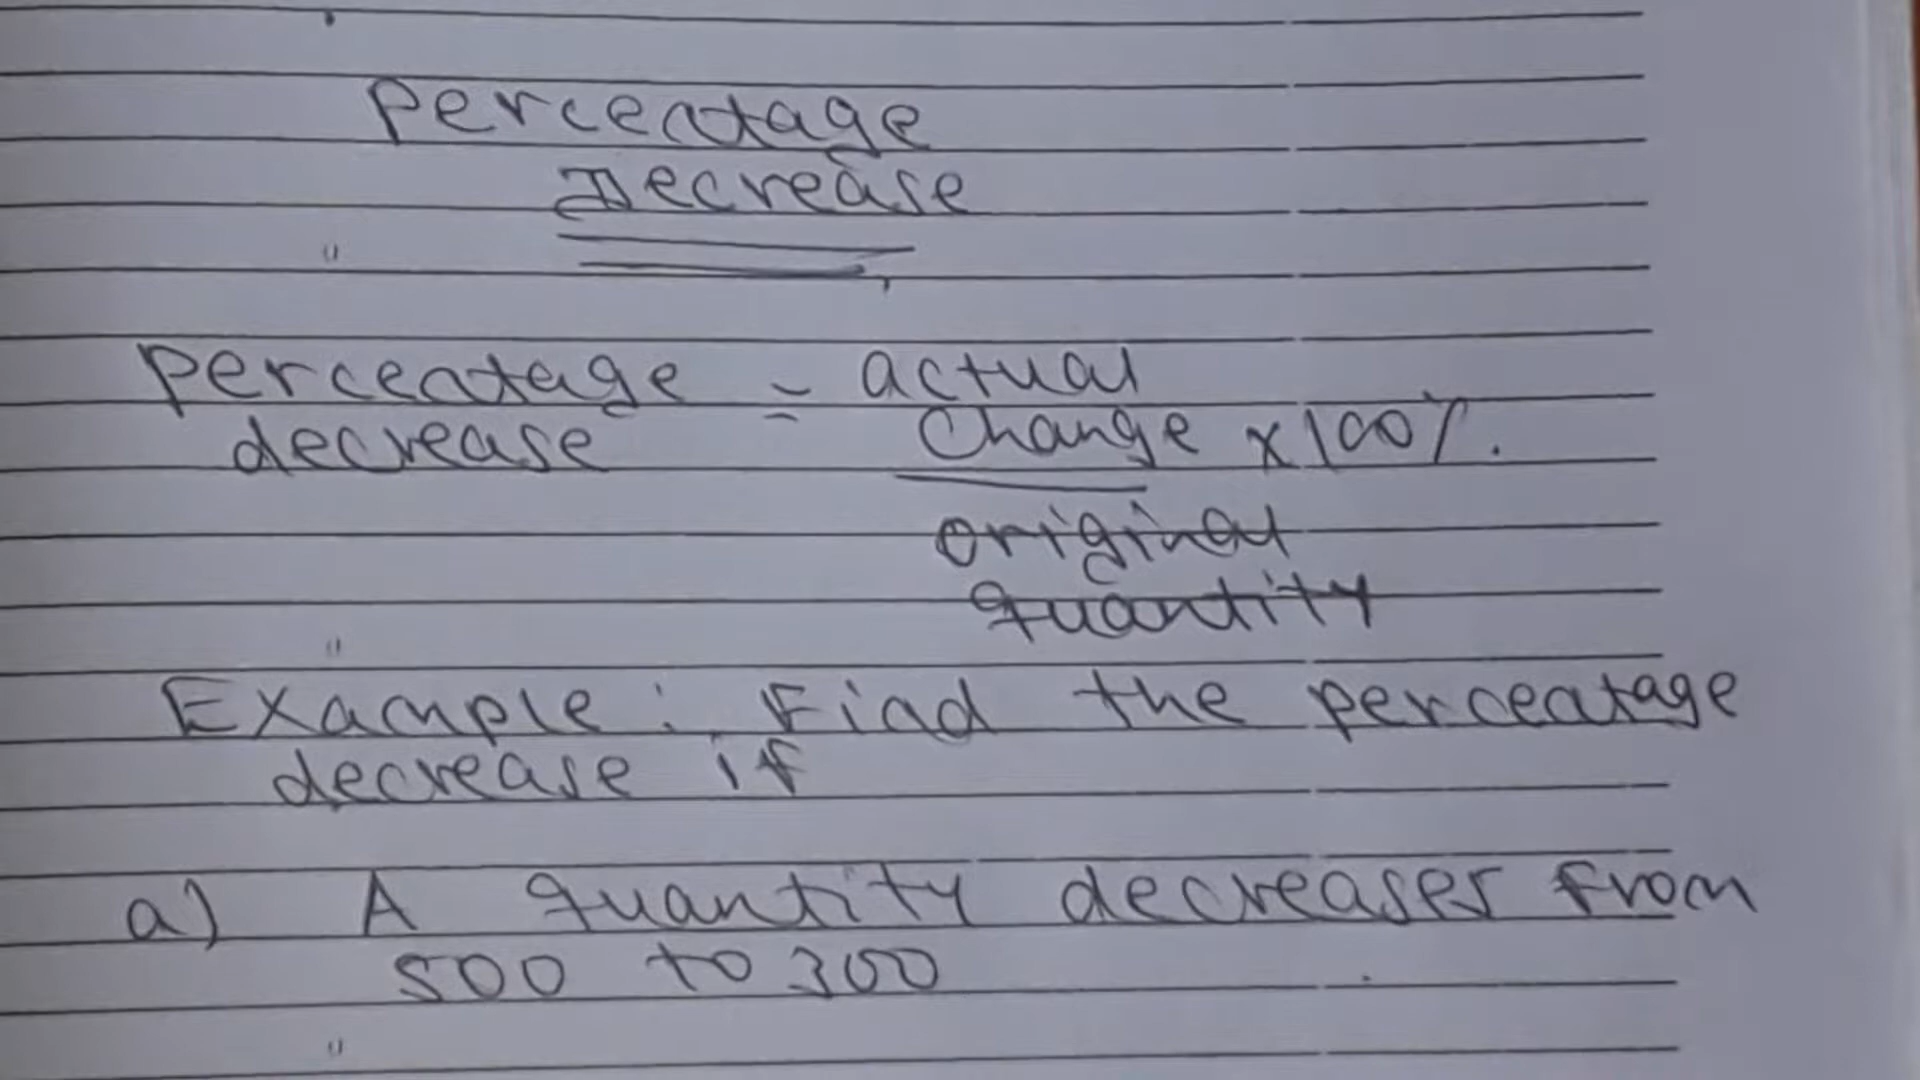 Percentage
Decrease
percentage = actual
decrease change x 100%.
original
quantity
Example: Find the percentage
decrease if
a) A quantity decreases from
500 to 300